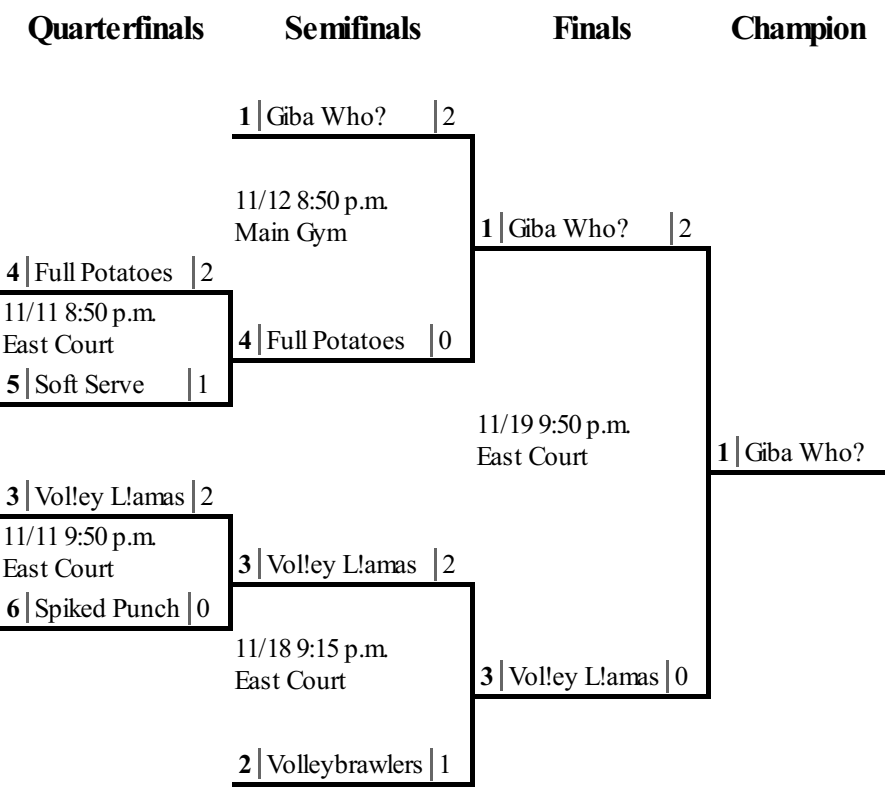 Quarterfinals Semifinals Finals Champion
1 Giba Who? 2
11/12 8:50 p.m.
Main Gym
1 Giba Who? 2
4 Full Potatoes 2
11/11 8:50 p.m.
East Court
4 Full Potatoes 0
5 Soft Serve 1
11/19 9:50 p.m.
East Court
1 Giba Who?
3 Vol!ey L!amas 2
11/11 9:50 p.m.
East Court
3 Vol!ey L!amas 2
6 Spiked Punch 0
11/18 9:15 p.m.
East Court
3 Vol!ey L!amas 0
2 Volleybrawlers 1